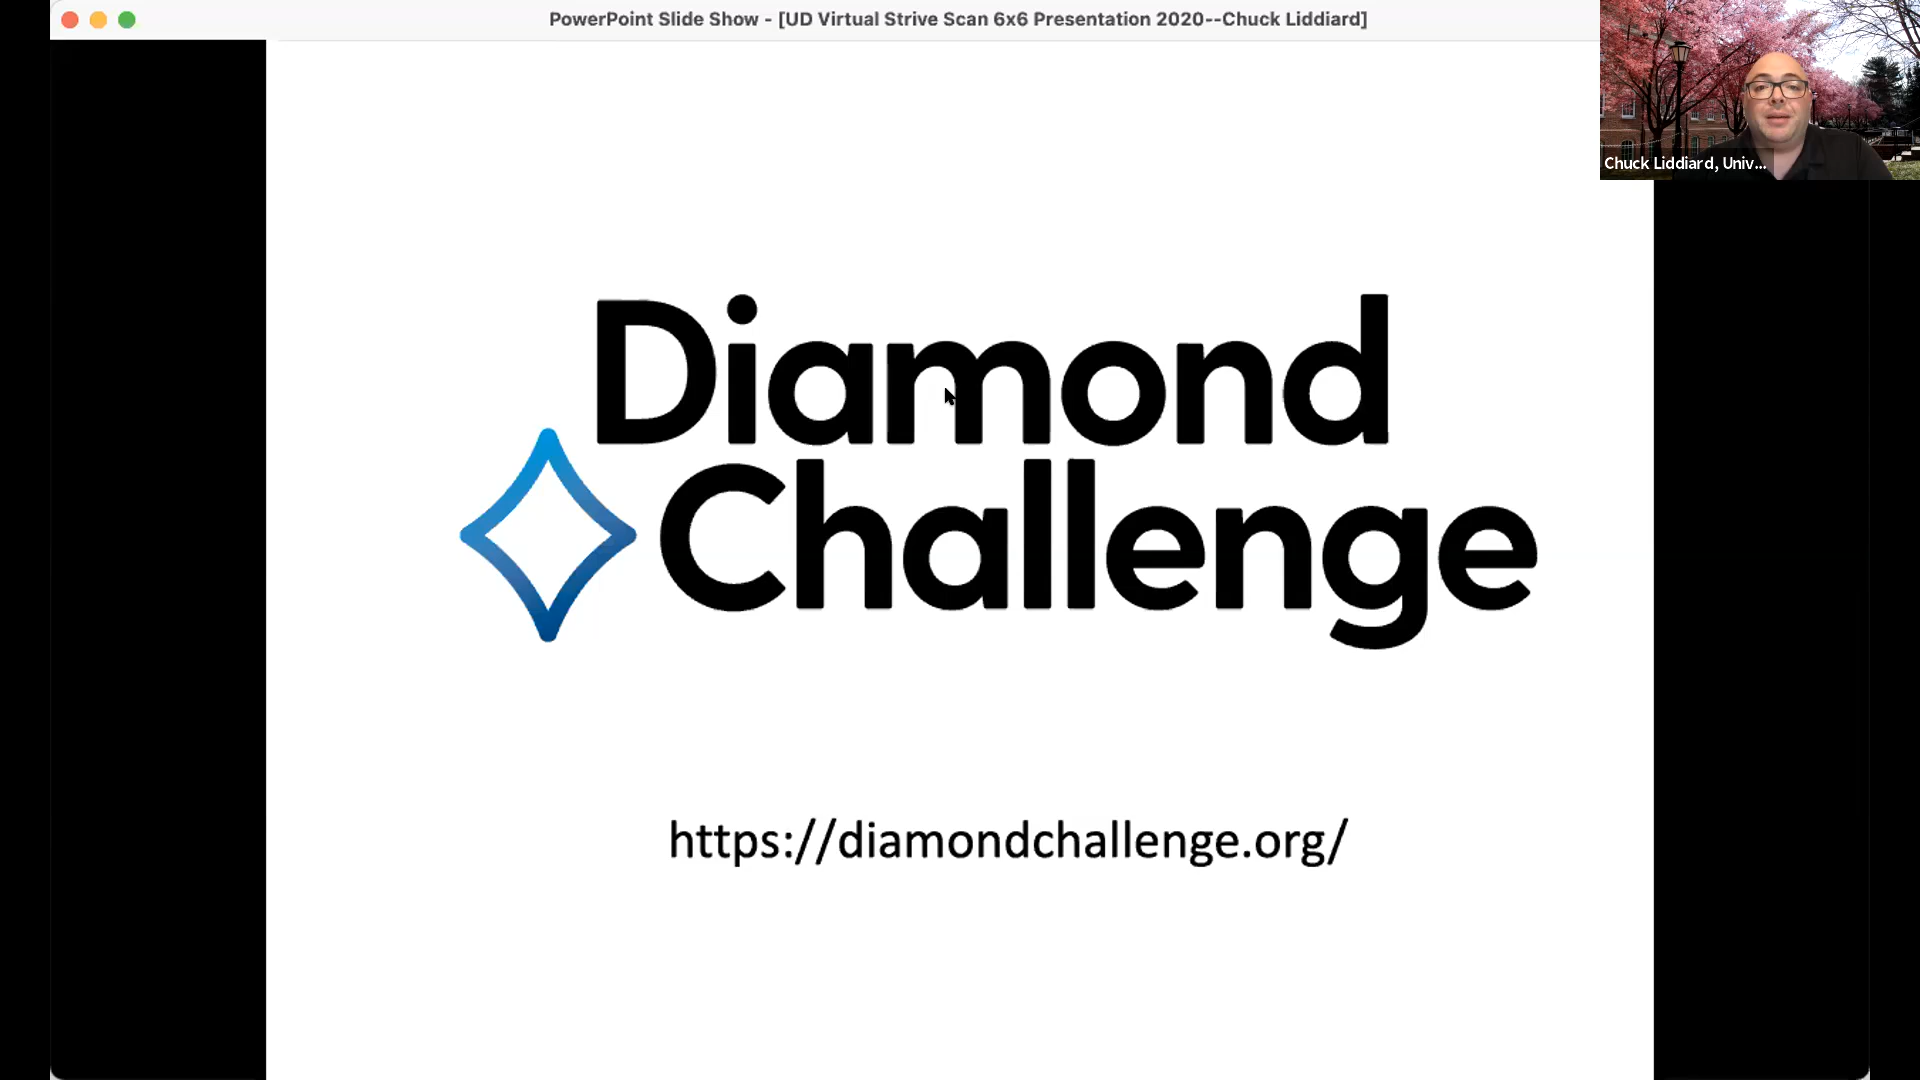 PowerPoint Slide Show - [UD Virtual Strive Scan 6x6 Presentation 2020--Chuck Liddiard]
Chuck Liddiard, Univ...
Diamond
Challenge
https://diamondchallenge.org/